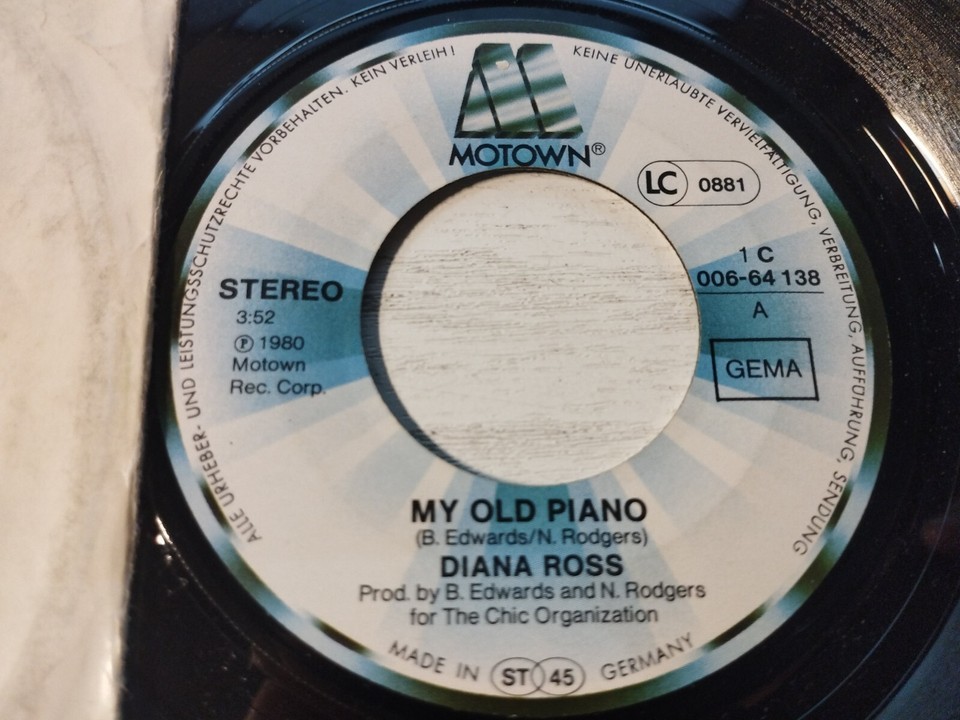 ALLE URHEBER- UND LEISTUNGSSCHUTZRECHTE VORBEHALTEN. KEIN VERLEIH! KEINE UNERLAUBTE VERVIELFÄLTIGUNG, VERBREITUNG, AUFFÜHRUNG, SENDUNG
MOTOWN®
LC 0881
STEREO
3:52
Ⓟ 1980
Motown
Rec. Corp.
1 C
006-64 138
A
GEMA
MY OLD PIANO
(B. Edwards/N. Rodgers)
DIANA ROSS
Prod. by B. Edwards and N. Rodgers
for The Chic Organization
MADE IN ST 45 GERMANY